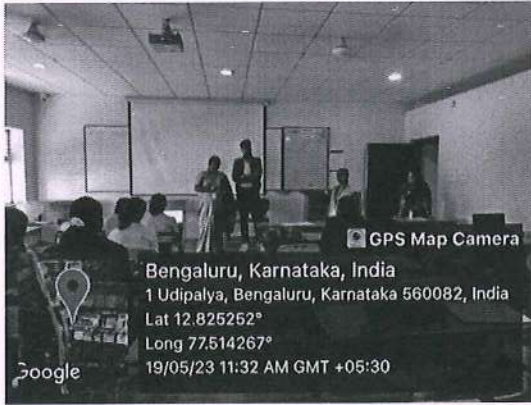 GPS Map Camera
Bengaluru, Karnataka, India
1 Udipalya, Bengaluru, Karnataka 560082, India
Lat 12.825252°
Long 77.514267°
19/05/23 11:32 AM GMT +05:30
Google